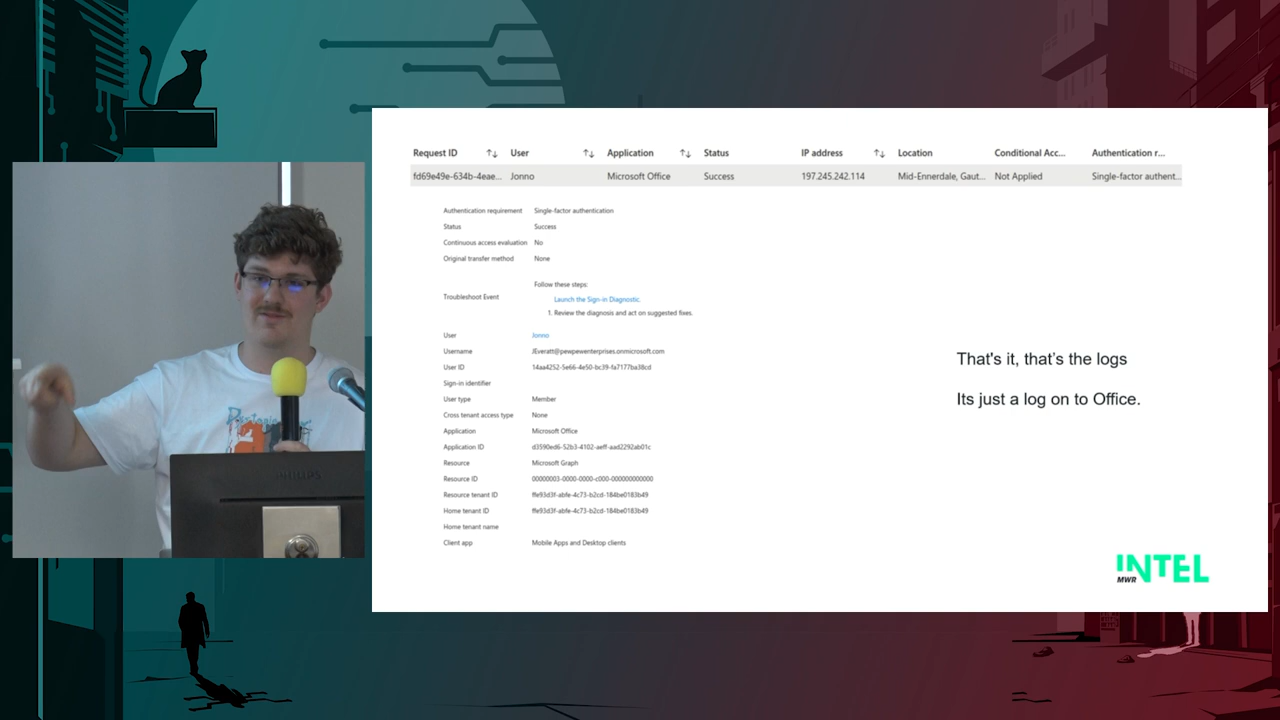 Request ID User Application Status IP address Location Conditional Acc... Authentication r...
fd69e49e-634b-4eae... Jonno Microsoft Office Success 197.245.242.114 Mid-Ennerdale, Gaut... Not Applied Single-factor authent...
Authentication requirement Single-factor authentication
Status Success
Continuous access evaluation No
Original transfer method None
Follow these steps:
Troubleshoot Event
Launch the Sign-in Diagnostic.
1. Review the diagnosis and act on suggested fixes.
User Jonno
Username JEveratt@pewpewenterprises.onmicrosoft.com
User ID 14aa4252-5e66-4e50-bc39-fa7177ba38cd
Sign-in identifier
User type Member
Cross tenant access type None
Application Microsoft Office
Application ID d3590ed6-52b3-4102-aeff-aad2292ab01c
Resource Microsoft Graph
Resource ID 00000003-0000-0000-c000-000000000000
Resource tenant ID ffe93d3f-abfe-4c73-b2cd-184be0183b49
Home tenant ID ffe93d3f-abfe-4c73-b2cd-184be0183b49
Home tenant name
Client app Mobile Apps and Desktop clients
That's it, that's the logs
Its just a log on to Office.
MWR INTEL
PHILIPS